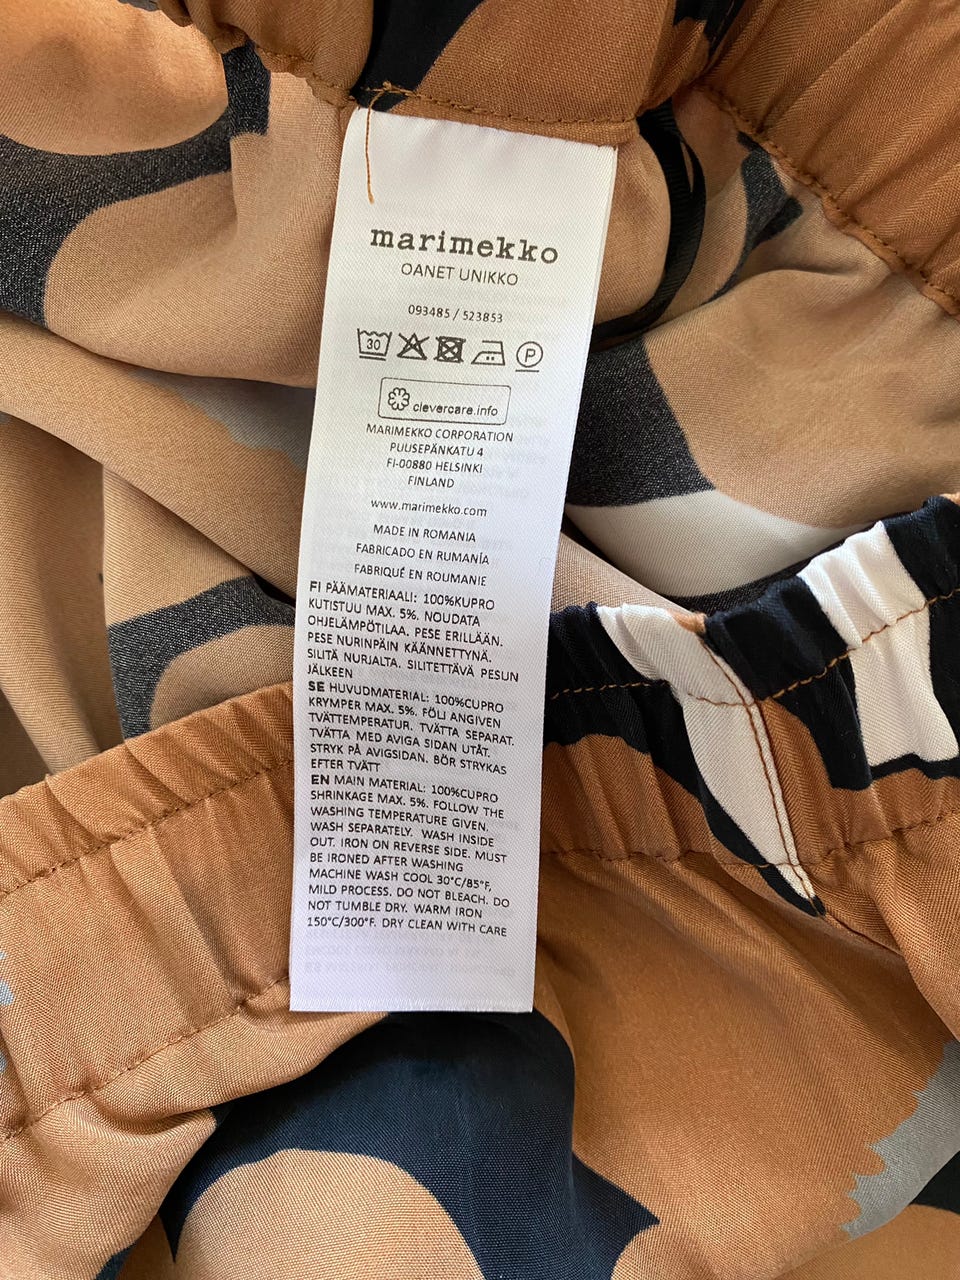 marimekko
OANET UNIKKO
093485 / 523853
30
P
clevercare.info
MARIMEKKO CORPORATION
PUUSEPÄNKATU 4
FI-00880 HELSINKI
FINLAND
www.marimekko.com
MADE IN ROMANIA
FABRICADO EN RUMANÍA
FABRIQUÉ EN ROUMANIE
FI PÄÄMATERIAALI: 100%KUPRO
KUTISTUU MAX. 5%. NOUDATA
OHJELÄMPÖTILAA. PESE ERILLÄÄN.
PESE NURINPÄIN KÄÄNNETTYNÄ.
SILITÄ NURJALTA. SILITETTÄVÄ PESUN
JÄLKEEN
SE HUVUDMATERIAL: 100%CUPRO
KRYMPER MAX. 5%. FÖLJ ANGIVEN
TVÄTTEMPERATUR. TVÄTTA SEPARAT.
TVÄTTA MED AVIGA SIDAN UTÅT.
STRYK PÅ AVIGSIDAN. BÖR STRYKAS
EFTER TVÄTT
EN MAIN MATERIAL: 100%CUPRO
SHRINKAGE MAX. 5%. FOLLOW THE
WASHING TEMPERATURE GIVEN.
WASH SEPARATELY. WASH INSIDE
OUT. IRON ON REVERSE SIDE. MUST
BE IRONED AFTER WASHING
MACHINE WASH COOL 30°C/85°F,
MILD PROCESS. DO NOT BLEACH. DO
NOT TUMBLE DRY. WARM IRON
150°C/300°F. DRY CLEAN WITH CARE